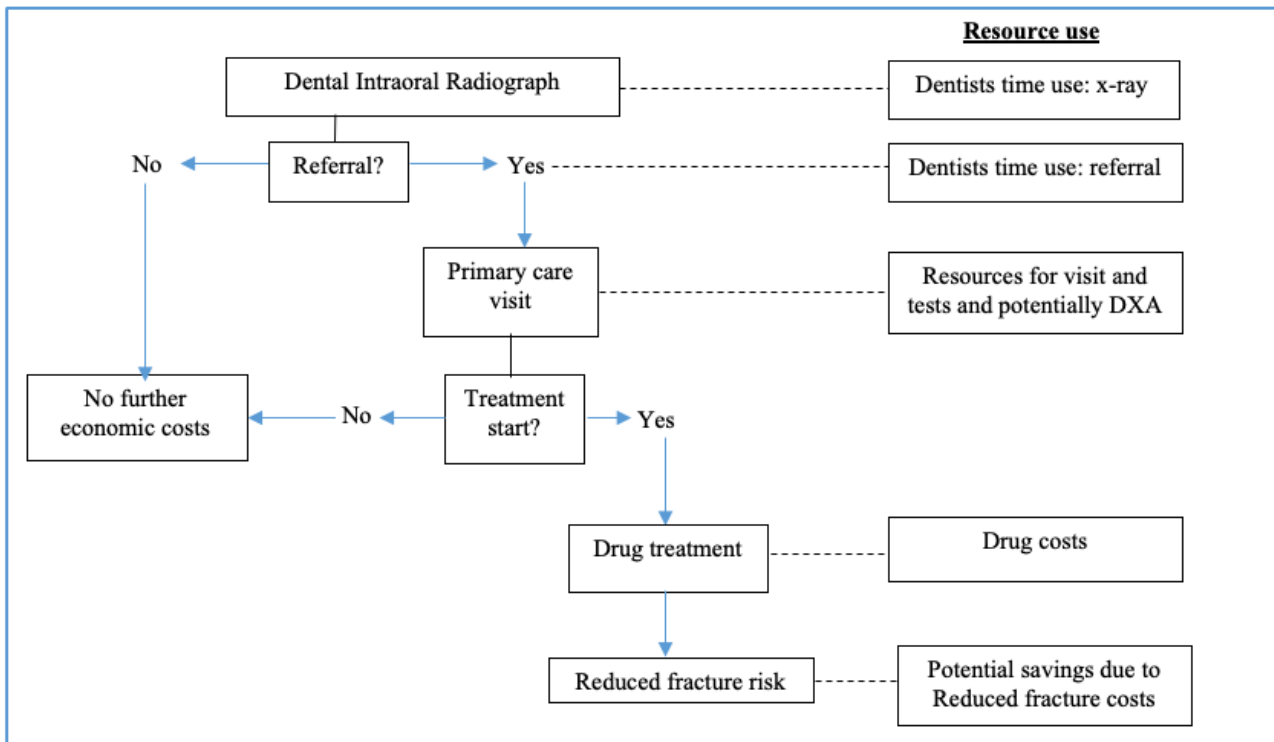 Resource use
Dental Intraoral Radiograph
Dentists time use: x-ray
No
Referral?
Yes
Dentists time use: referral
Primary care
visit
Resources for visit and
tests and potentially DXA
No further
economic costs
No
Treatment
start?
Yes
Drug treatment
Drug costs
Reduced fracture risk
Potential savings due to
Reduced fracture costs